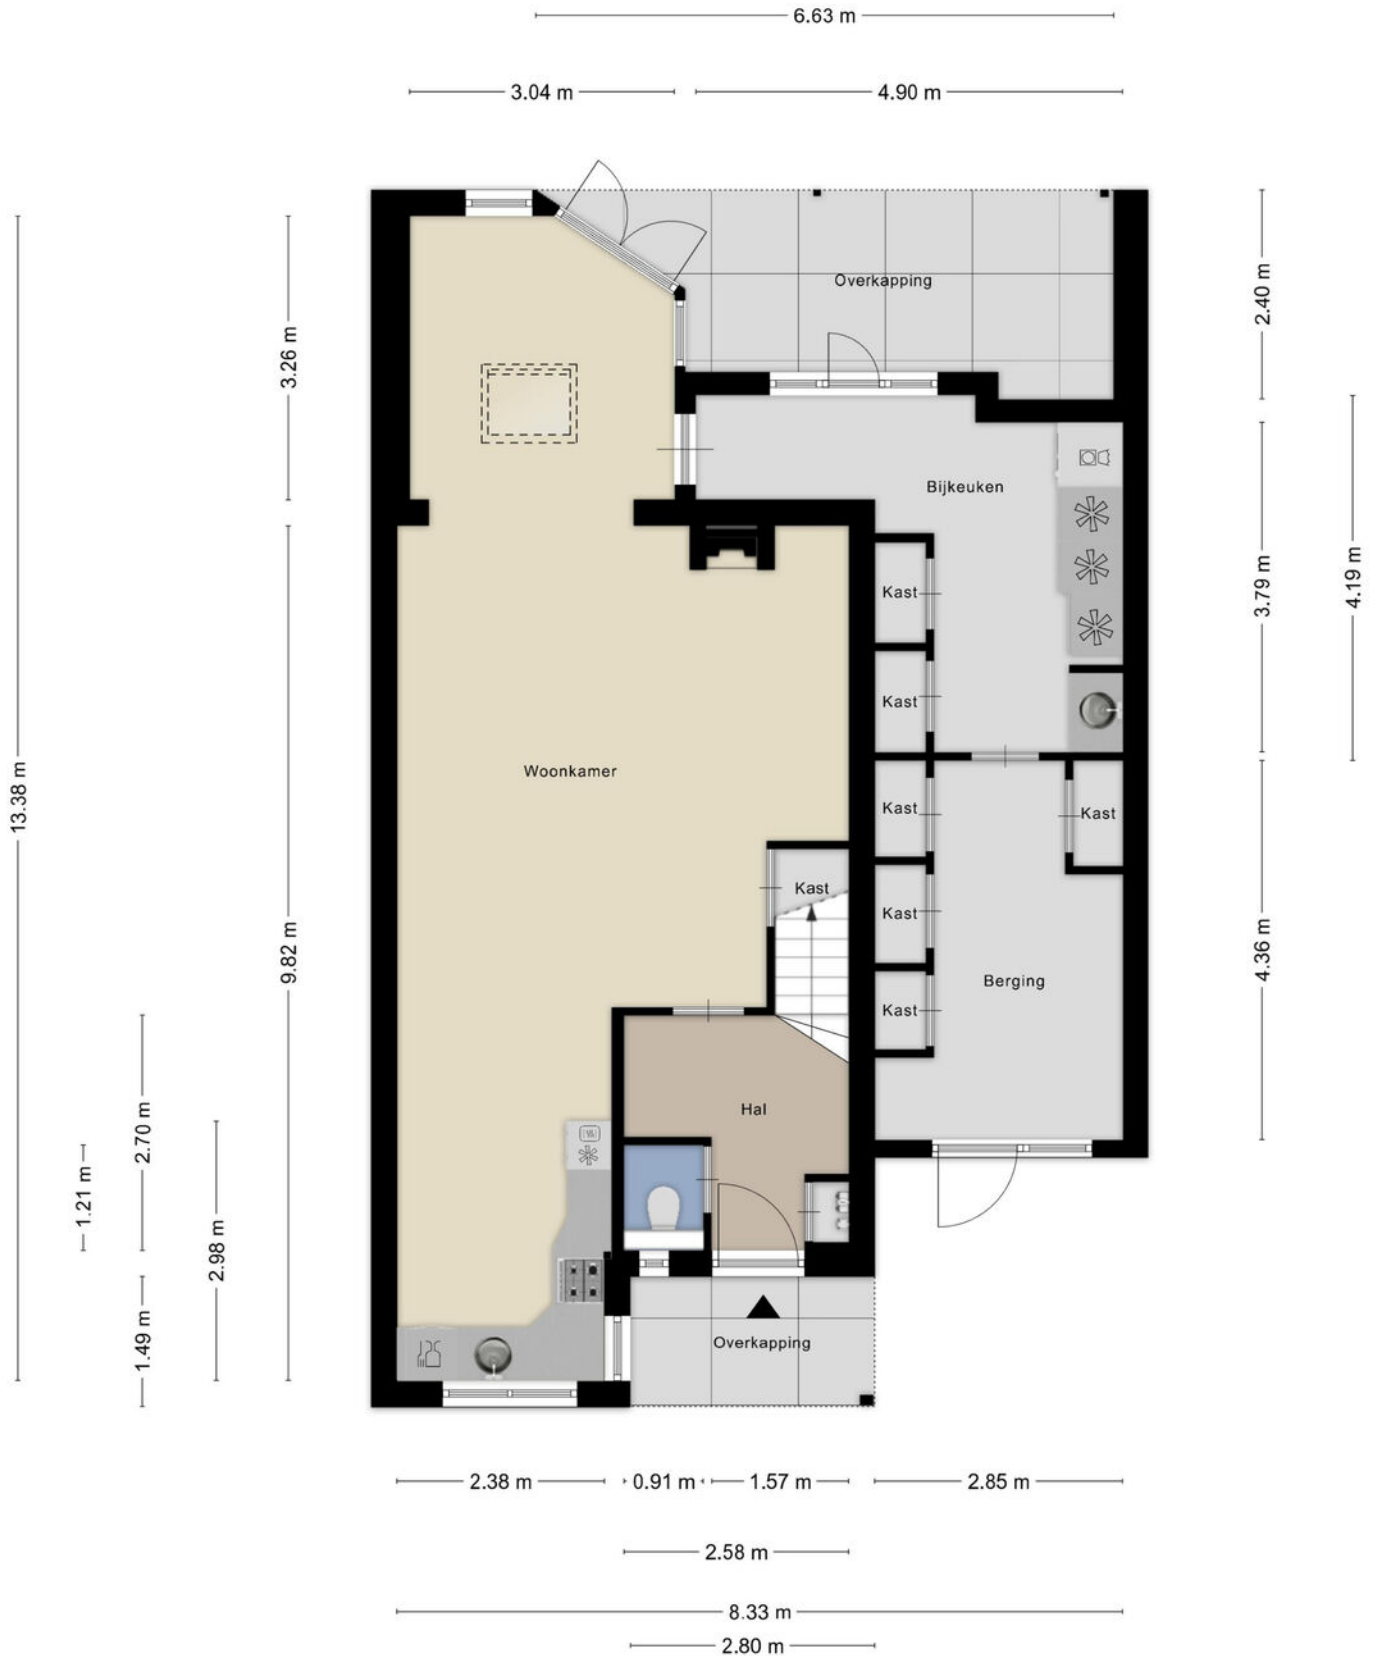 6.63 m
3.04 m
4.90 m
Overkapping
2.40 m
3.26 m
Bijkeuken
Kast
3.79 m
4.19 m
Kast
Woonkamer
13.38 m
Kast
Kast
Kast
Kast
9.82 m
4.36 m
Berging
Kast
Hal
2.70 m
1.21 m
2.98 m
1.49 m
Overkapping
2.38 m
0.91 m
1.57 m
2.85 m
2.58 m
8.33 m
2.80 m